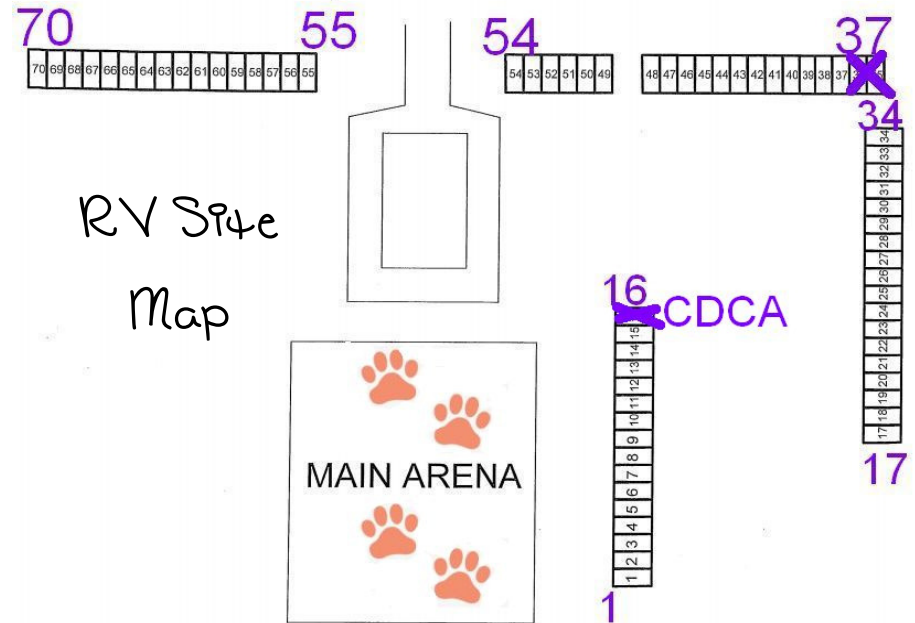 70 55 54 37
70 69 68 67 66 65 64 63 62 61 60 59 58 57 56 55
54 53 52 51 50 49
48 47 46 45 44 43 42 41 40 39 38 37
34
34 33 32 31 30 29 28 27 26 25 24 23 22 21 20 19 18 17
17
RV Site
Map
16 CDCA
15 14 13 12 11 10 9 8 7 6 5 4 3 2 1
1
MAIN ARENA